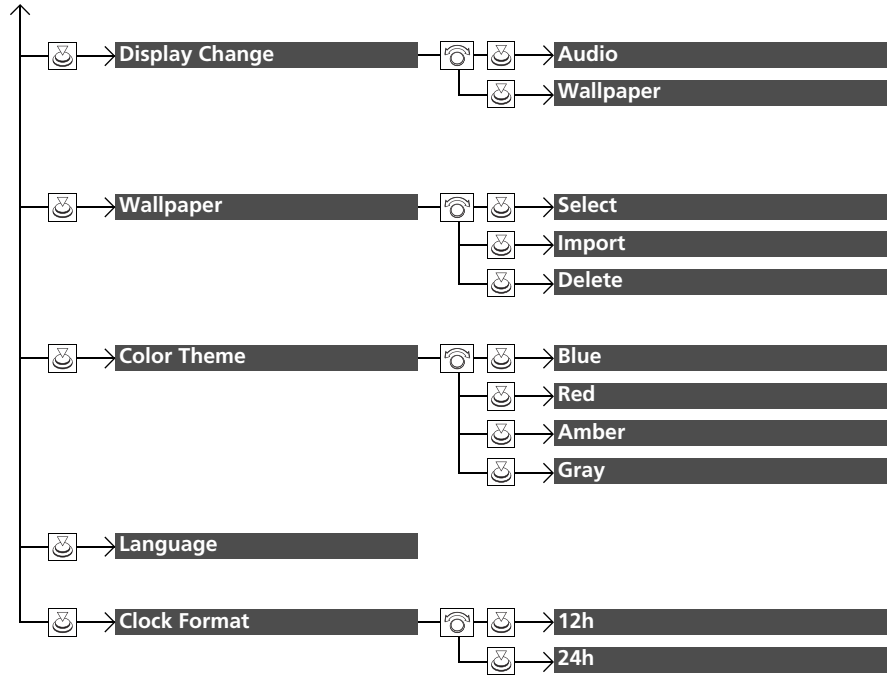 Display Change
Audio
Wallpaper
Wallpaper
Select
Import
Delete
Color Theme
Blue
Red
Amber
Gray
Language
Clock Format
12h
24h